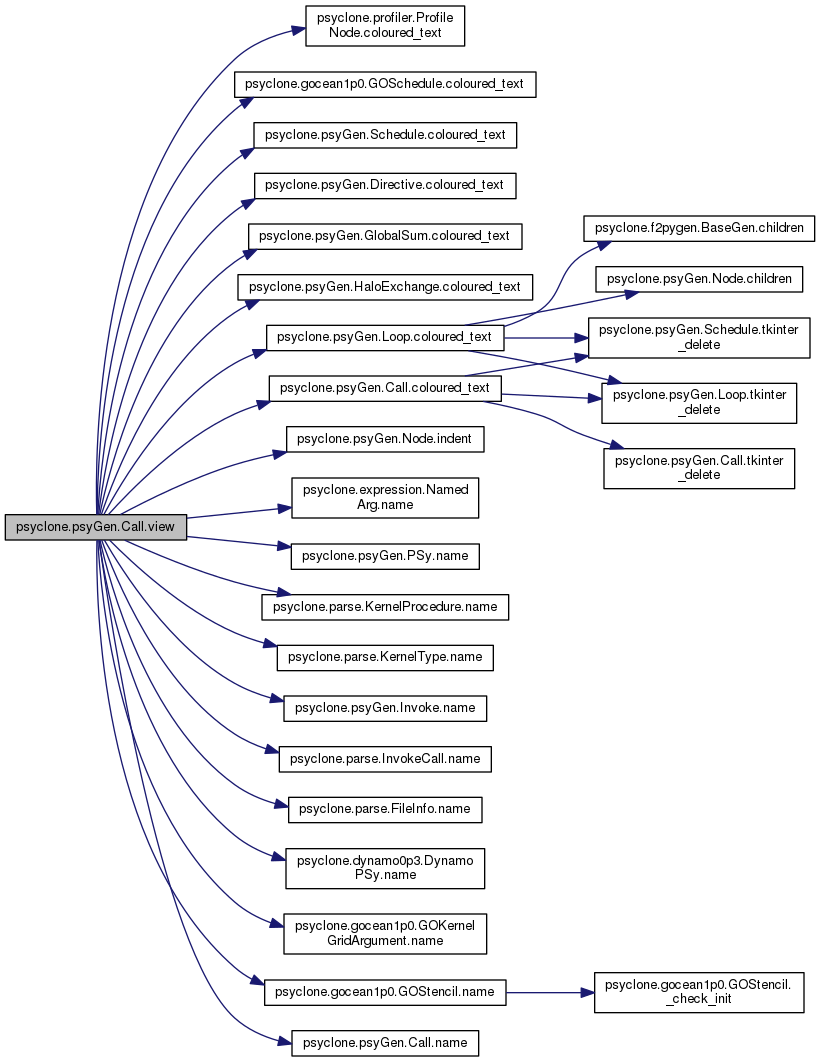 psyclone.psyGen.Call.view
psyclone.profiler.Profile
Node.coloured_text
psyclone.gocean1p0.GOSchedule.coloured_text
psyclone.psyGen.Schedule.coloured_text
psyclone.psyGen.Directive.coloured_text
psyclone.psyGen.GlobalSum.coloured_text
psyclone.psyGen.HaloExchange.coloured_text
psyclone.psyGen.Loop.coloured_text
psyclone.psyGen.Call.coloured_text
psyclone.psyGen.Node.indent
psyclone.expression.Named
Arg.name
psyclone.psyGen.PSy.name
psyclone.parse.KernelProcedure.name
psyclone.parse.KernelType.name
psyclone.psyGen.Invoke.name
psyclone.parse.InvokeCall.name
psyclone.parse.FileInfo.name
psyclone.dynamo0p3.Dynamo
PSy.name
psyclone.gocean1p0.GOKernel
GridArgument.name
psyclone.gocean1p0.GOStencil.name
psyclone.psyGen.Call.name
psyclone.f2pygen.BaseGen.children
psyclone.psyGen.Node.children
psyclone.psyGen.Schedule.tkinter
_delete
psyclone.psyGen.Loop.tkinter
_delete
psyclone.psyGen.Call.tkinter
_delete
psyclone.gocean1p0.GOStencil.
_check_init